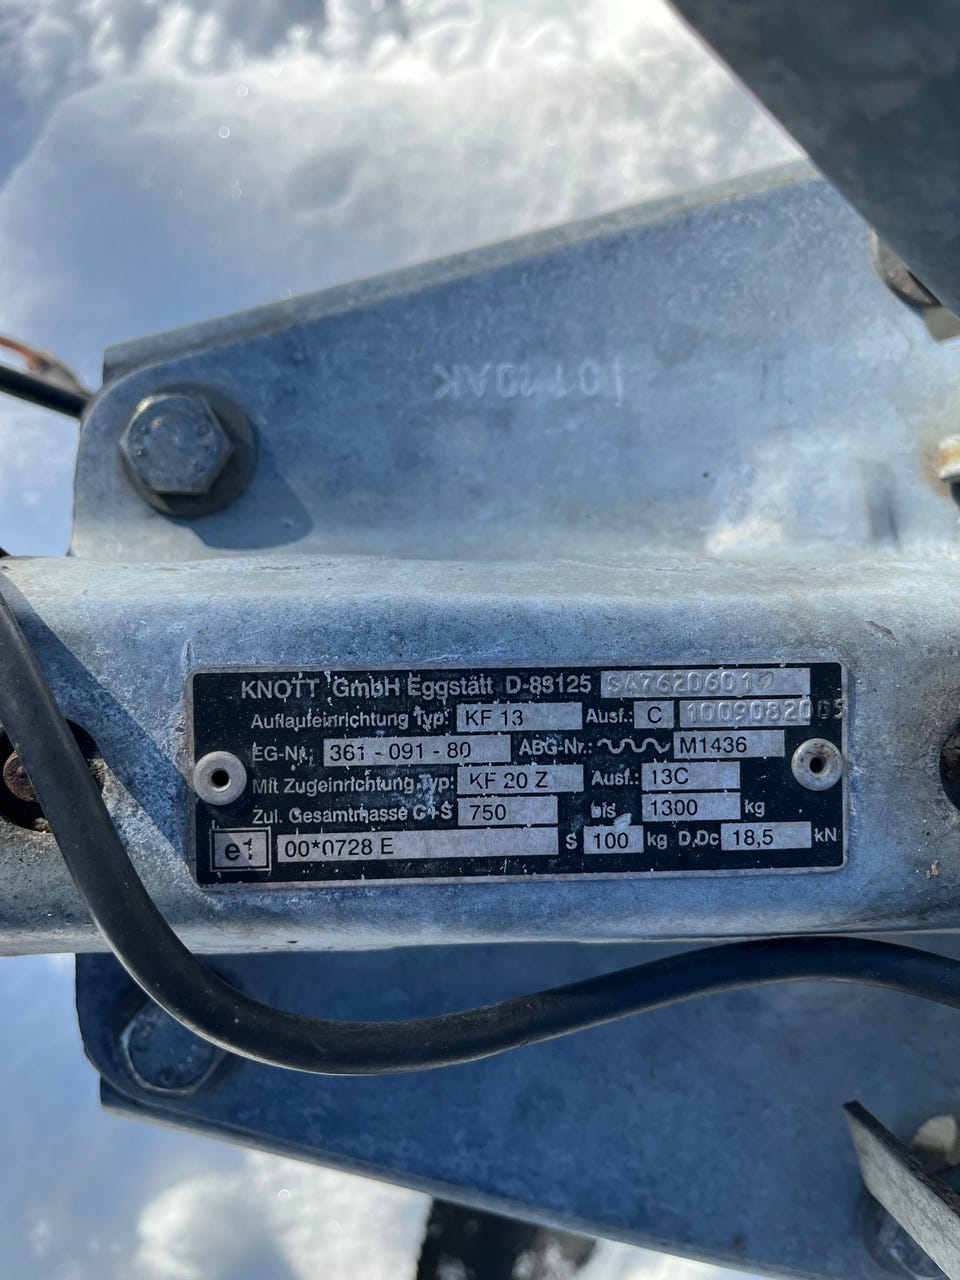 KNOTT GmbH Eggstätt D-83125
Auflaufeinrichtung Typ: KF 13 Ausf.: C 1009082005
EG-Nr.: 361 - 091 - 80 ABG-Nr.: M1436
Mit Zugeinrichtung Typ: KF 20 Z Ausf.: 13C
Zul. Gesamtmasse G+S 750 bis 1300 kg
e1 00*0728 E S 100 kg D,Dc 18,5 kN